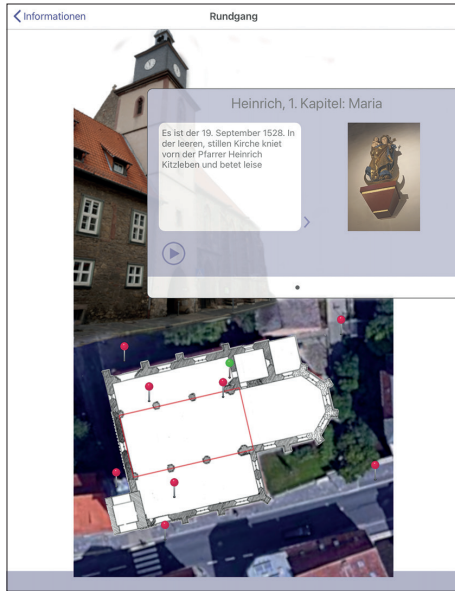 Informationen
Rundgang
Heinrich, 1. Kapitel: Maria
Es ist der 19. September 1528. In
der leeren, stillen Kirche kniet
vorn der Pfarrer Heinrich
Kitzleben und betet leise